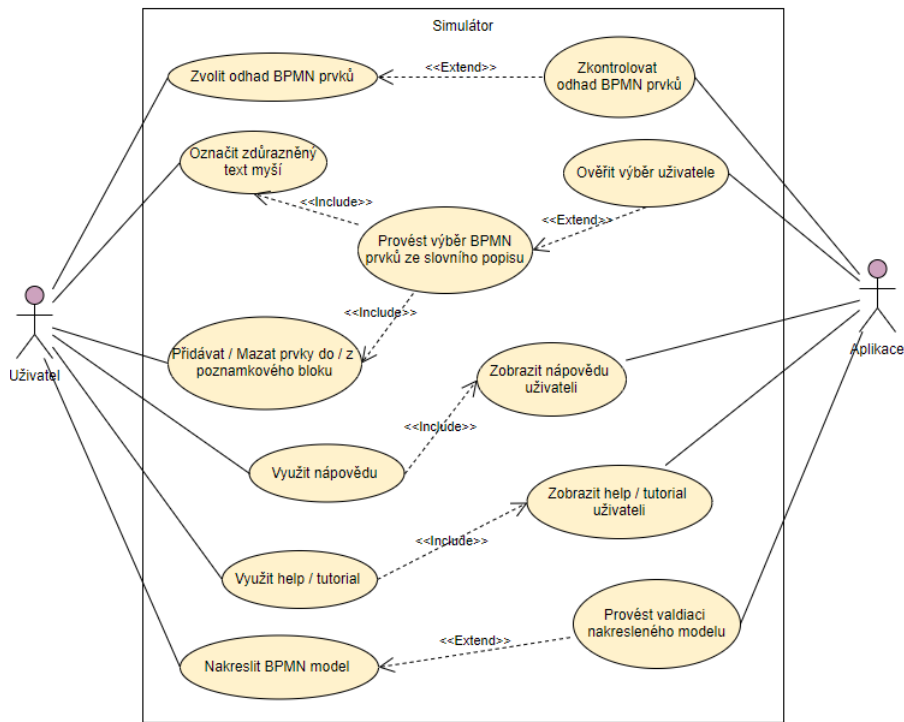 Simulátor
Zvolit odhad BPMN prvků
<<Extend>>
Zkontrolovat
odhad BPMN prvků
Označit zdůrazněný
text myší
<<Include>>
Ověřit výběr uživatele
<<Extend>>
Provést výběr BPMN
prvků ze slovního popisu
<<Include>>
Přidávat / Mazat prvky do / z
poznamkového bloku
Uživatel
Aplikace
Zobrazit nápovědu
uživateli
<<Include>>
Využit nápovědu
Zobrazit help / tutorial
uživateli
<<Include>>
Využit help / tutorial
Provést valdiaci
nakresleného modelu
<<Extend>>
Nakreslit BPMN model